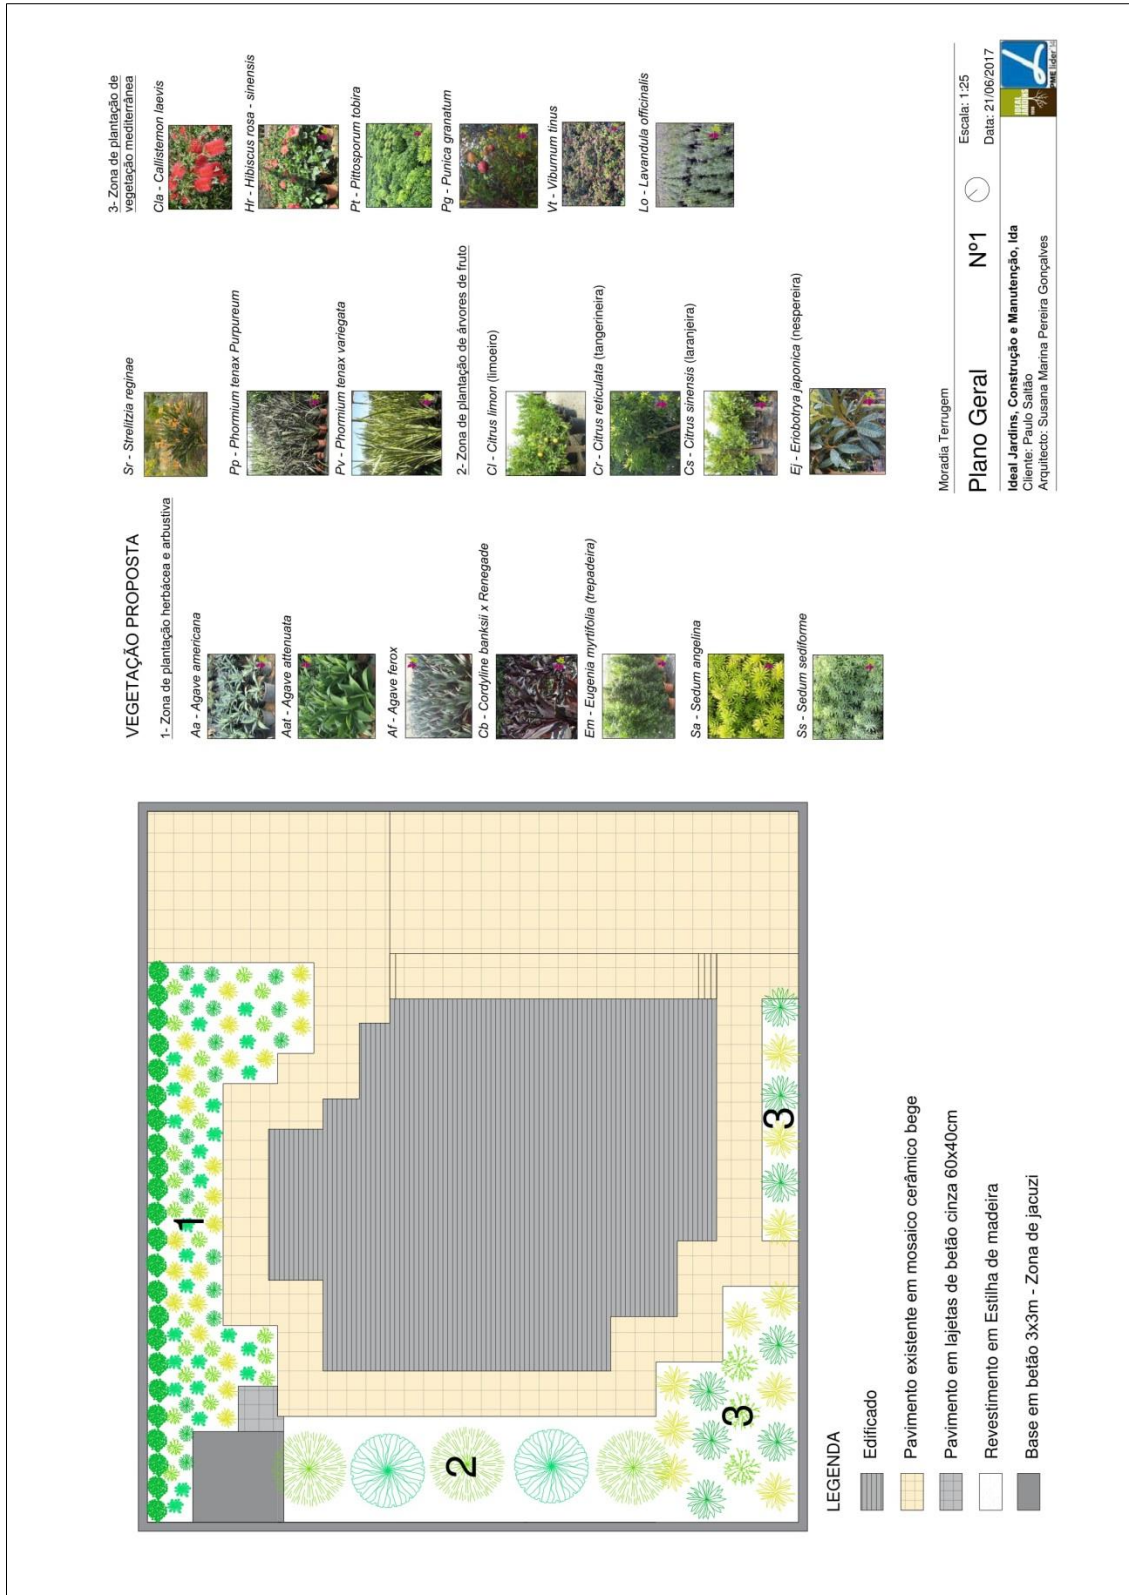 VEGETAÇÃO PROPOSTA
1- Zona de plantação herbácea e arbustiva
Aa - Agave americana
Aat - Agave attenuata
Af - Agave ferox
Cb - Cordyline banksii x Renegade
Em - Eugenia myrtifolia (trepadeira)
Sa - Sedum angelina
Ss - Sedum sediforme
Sr - Strelitzia reginae
Pp - Phormium tenax Purpureum
Pv - Phormium tenax variegata
2- Zona de plantação de árvores de fruto
Cl - Citrus limon (limoeiro)
Cr - Citrus reticulata (tangerineira)
Cs - Citrus sinensis (laranjeira)
Ej - Eriobotrya japonica (nespereira)
3- Zona de plantação de
vegetação mediterrânea
Cla - Callistemon laevis
Hr - Hibiscus rosa - sinensis
Pt - Pittosporum tobira
Pg - Punica granatum
Vt - Viburnum tinus
Lo - Lavandula officinalis
1
2
3
3
LEGENDA
Edificado
Pavimento existente em mosaico cerâmico bege
Pavimento em lajetas de betão cinza 60x40cm
Revestimento em Estilha de madeira
Base em betão 3x3m - Zona de jacuzi
Moradia Terrugem
Plano Geral Nº1
Escala: 1:25
Data: 21/06/2017
Ideal Jardins, Construção e Manutenção, lda
Cliente: Paulo Saltão
Arquitecto: Susana Marina Pereira Gonçalves
IDEAL
JARDINS
PME líder'14